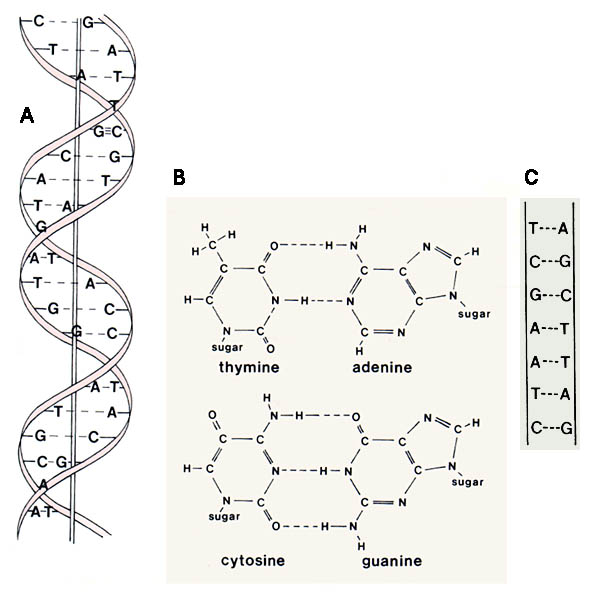 A
C G
T A
A T
T
G≡C
C G
A T
T A
G
A T
T A
G C
G C
A T
T A
G C
C G
A
A T
B
H H
H C H
O H N N H
H C C C C C
H C N H N C N
sugar
N C C N
sugar O H
thymine adenine
H
O N H O N C H
C C C C
H C N H N C N
sugar
N C C N
sugar O H N
H
cytosine guanine
C
T---A
C---G
G---C
A---T
A---T
T---A
C---G